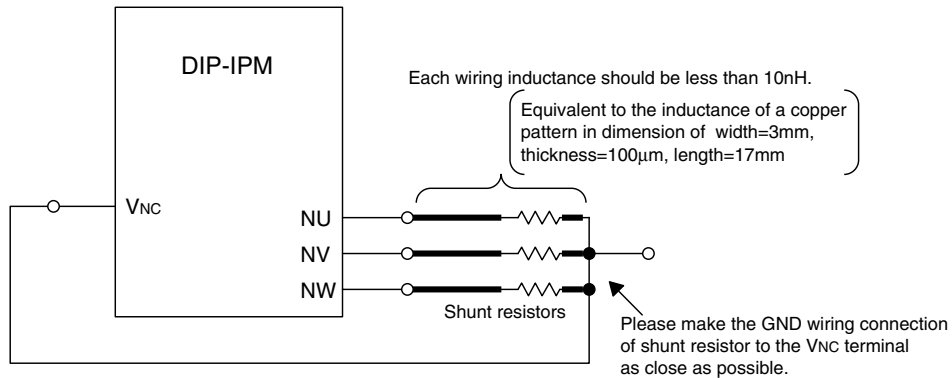 DIP-IPM
Each wiring inductance should be less than 10nH.
Equivalent to the inductance of a copper
pattern in dimension of width=3mm,
thickness=100μm, length=17mm
VNC
NU
NV
NW
Shunt resistors
Please make the GND wiring connection
of shunt resistor to the VNC terminal
as close as possible.